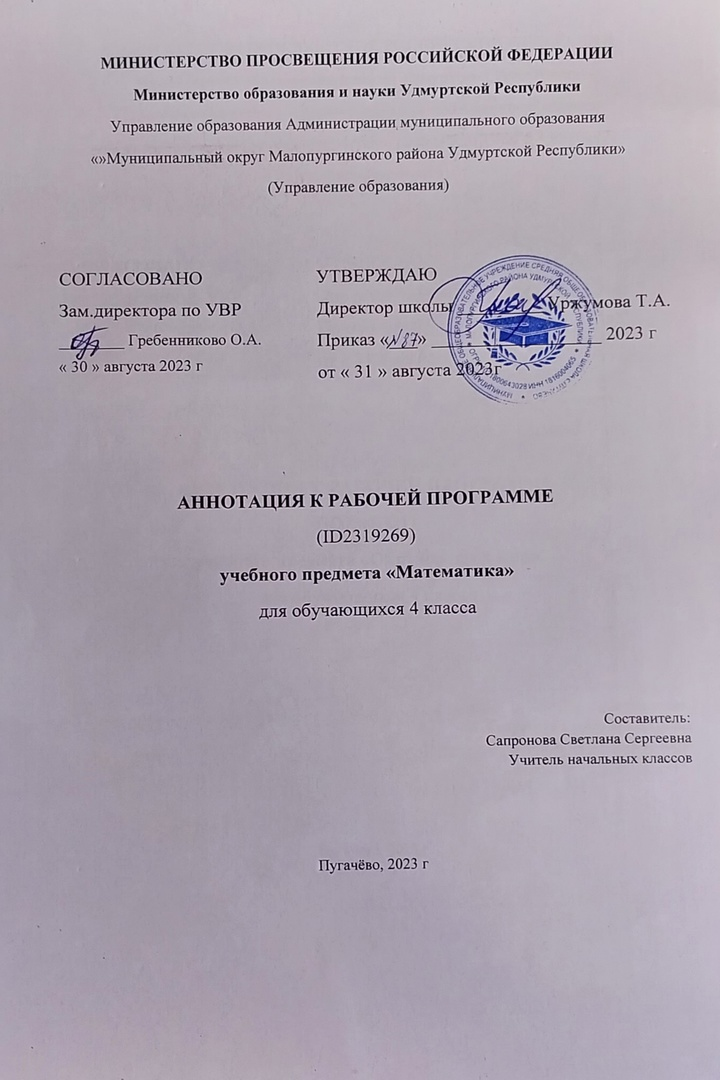 МИНИСТЕРСТВО ПРОСВЕЩЕНИЯ РОССИЙСКОЙ ФЕДЕРАЦИИ
Министерство образования и науки Удмуртской Республики
Управление образования Администрации муниципального образования
«»Муниципальный округ Малопургинского района Удмуртской Республики»
(Управление образования)
СОГЛАСОВАНО
Зам.директора по УВР
Гребенниково О.А.
« 30 » августа 2023 г
УТВЕРЖДАЮ
Директор школы Уржумова Т.А.
Приказ «№87» 2023 г
от « 31 » августа 2023г
АННОТАЦИЯ К РАБОЧЕЙ ПРОГРАММЕ
(ID2319269)
учебного предмета «Математика»
для обучающихся 4 класса
Составитель:
Сапронова Светлана Сергеевна
Учитель начальных классов
Пугачёво, 2023 г